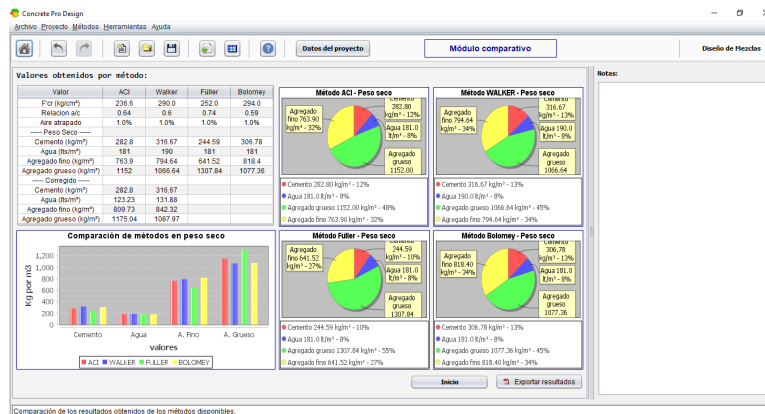 Concrete Pro Design
Archivo Proyecto Métodos Herramientas Ayuda
Datos del proyecto
Módulo comparativo
Diseño de Mezclas
Valores obtenidos por método:
Valor ACI Walker Füller Bolomey
F'cr (kg/cm²) 236.6 290.0 252.0 294.0
Relacion a/c 0.64 0.6 0.74 0.59
Aire atrapado 1.0% 1.0% 1.0% 1.0%
----- Peso Seco -----
Cemento (kg/m³) 282.8 316.67 244.59 306.78
Agua (lts/m³) 181 190 181 181
Agregado fino (kg/m³) 763.9 794.64 641.52 818.4
Agregado grueso (kg/m³) 1152 1066.64 1307.84 1077.36
----- Corregido -----
Cemento (kg/m³) 282.8 316.67
Agua (lts/m³) 123.23 131.88
Agregado fino (kg/m³) 809.73 842.32
Agregado grueso (kg/m³) 1175.04 1087.97
Método ACI - Peso seco
Cemento
282.80
kg/m³ - 12%
Agregado
fino 763.90
kg/m³ - 32%
Agua 181.0
lt/m³ - 8%
Agregado
grueso
1152.00
Cemento 282.80 kg/m³ - 12%
Agua 181.0 lt/m³ - 8%
Agregado grueso 1152.00 kg/m³ - 48%
Agregado fino 763.90 kg/m³ - 32%
Método WALKER - Peso seco
Cemento
316.67
kg/m³ - 13%
Agregado
fino 794.64
kg/m³ - 34%
Agua 190.0
lt/m³ - 8%
Agregado
grueso
1066.64
Cemento 316.67 kg/m³ - 13%
Agua 190.0 lt/m³ - 8%
Agregado grueso 1066.64 kg/m³ - 45%
Agregado fino 794.64 kg/m³ - 34%
Comparación de métodos en peso seco
Kg por m3
1,200
1,000
800
600
400
200
0
Cemento Agua A. Fino A. Grueso
valores
ACI WALKER FULLER BOLOMEY
Método Fuller - Peso seco
Cemento
244.59
kg/m³ - 10%
Agregado
fino 641.52
kg/m³ - 27%
Agua 181.0
lt/m³ - 8%
Agregado
grueso
1307.84
Cemento 244.59 kg/m³ - 10%
Agua 181.0 lt/m³ - 8%
Agregado grueso 1307.84 kg/m³ - 55%
Agregado fino 641.52 kg/m³ - 27%
Método Bolomey - Peso seco
Cemento
306.78
kg/m³ - 13%
Agregado
fino 818.40
kg/m³ - 34%
Agua 181.0
lt/m³ - 8%
Agregado
grueso
1077.36
Cemento 306.78 kg/m³ - 13%
Agua 181.0 lt/m³ - 8%
Agregado grueso 1077.36 kg/m³ - 45%
Agregado fino 818.40 kg/m³ - 34%
Inicio
Exportar resultados
Notas:
Comparación de los resultados obtenidos de los métodos disponibles.